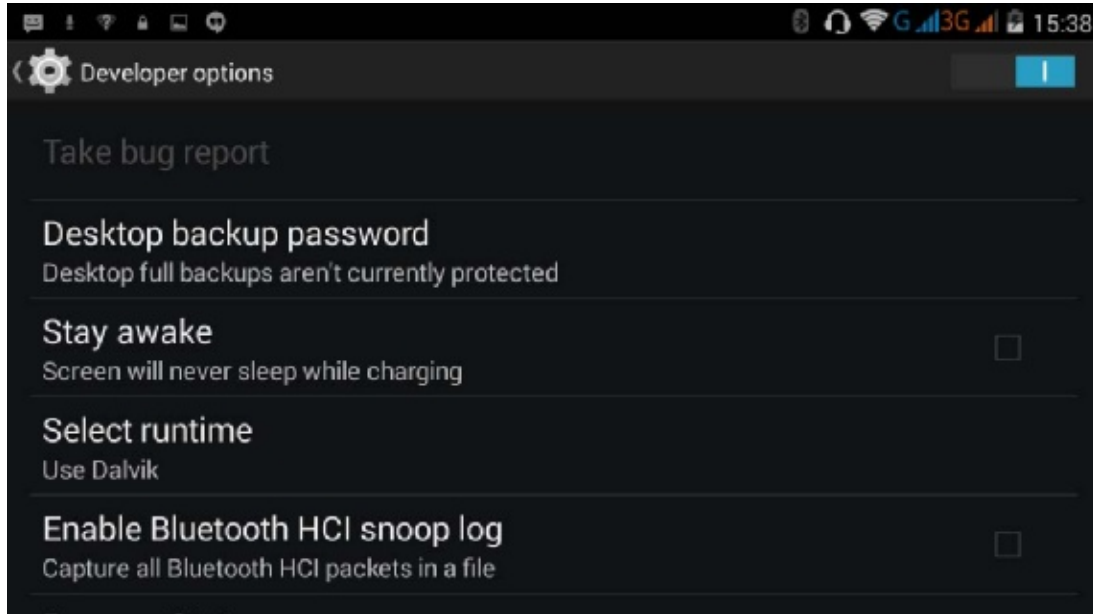 G 3G 15:38
Developer options
Take bug report
Desktop backup password
Desktop full backups aren't currently protected
Stay awake
Screen will never sleep while charging
Select runtime
Use Dalvik
Enable Bluetooth HCI snoop log
Capture all Bluetooth HCI packets in a file